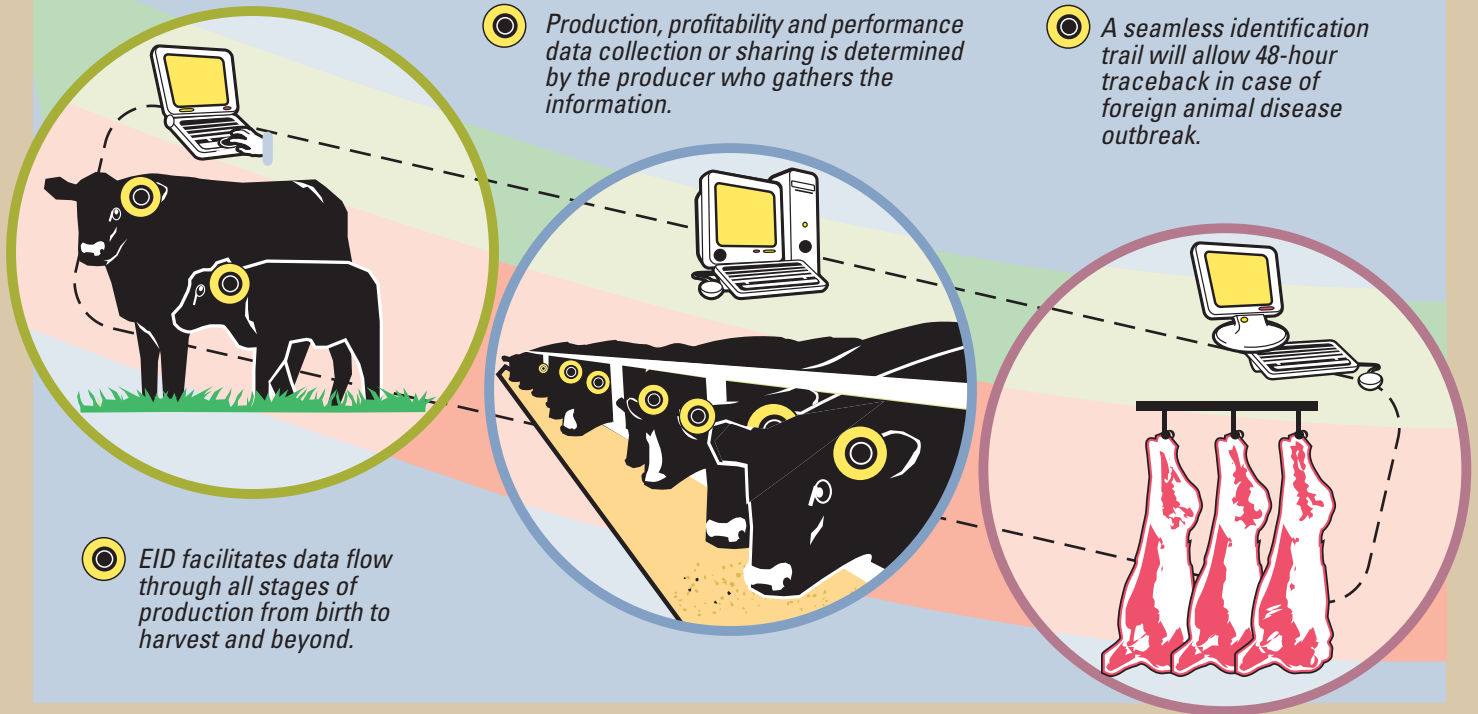 Production, profitability and performance
data collection or sharing is determined
by the producer who gathers the
information.
A seamless identification
trail will allow 48-hour
traceback in case of
foreign animal disease
outbreak.
EID facilitates data flow
through all stages of
production from birth to
harvest and beyond.